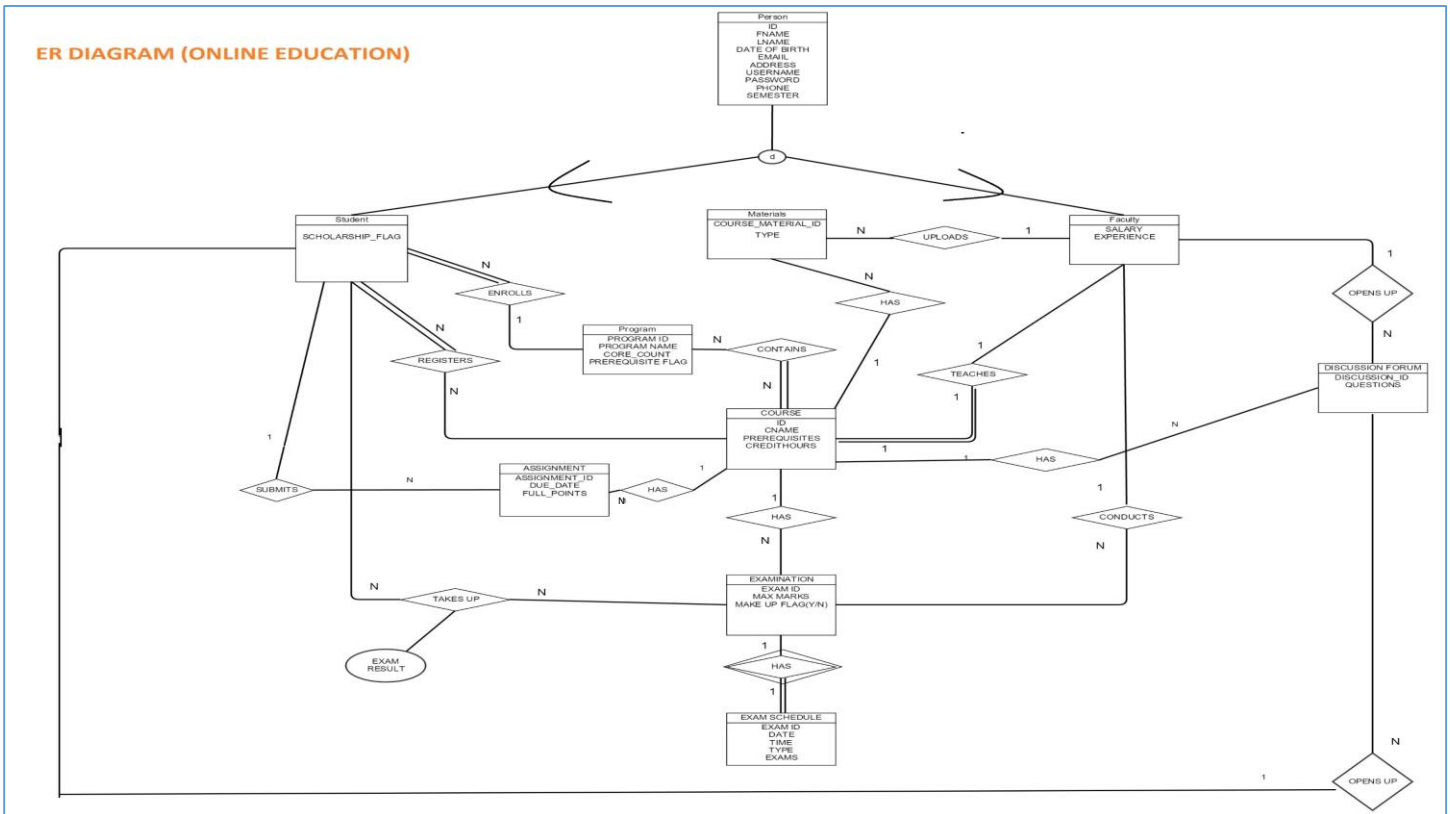 ER DIAGRAM (ONLINE EDUCATION)
Person
ID
FNAME
LNAME
DATE OF BIRTH
EMAIL
ADDRESS
USERNAME
PASSWORD
PHONE
SEMESTER
d
Student
SCHOLARSHIP_FLAG
Materials
COURSE_MATERIAL_ID
TYPE
N
UPLOADS
1
Faculty
SALARY
EXPERIENCE
1
OPENS UP
N
N
ENROLLS
1
N
HAS
1
N
REGISTERS
N
Program
PROGRAM ID
PROGRAM NAME
CORE_COUNT
PREREQUISITE FLAG
N
CONTAINS
N
1
TEACHES
1
DISCUSSION FORUM
DISCUSSION_ID
QUESTIONS
COURSE
ID
CNAME
PREREQUISITES
CREDITHOURS
1
1
HAS
N
1
SUBMITS
N
ASSIGNMENT
ASSIGNMENT_ID
DUE_DATE
FULL_POINTS
N
HAS
1
1
HAS
N
1
CONDUCTS
N
N
TAKES UP
N
EXAM
RESULT
EXAMINATION
EXAM ID
MAX MARKS
MAKE UP FLAG(Y/N)
1
HAS
1
EXAM SCHEDULE
EXAM ID
DATE
TIME
TYPE
EXAMS
N
1
OPENS UP